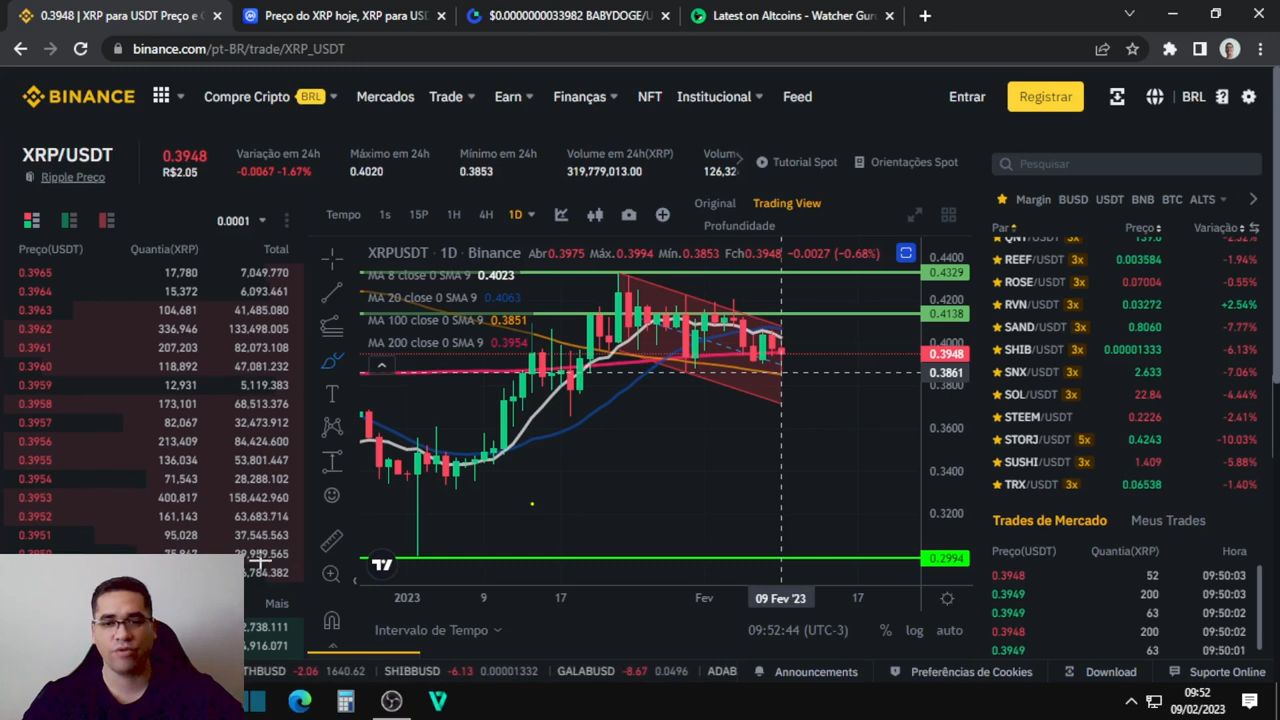 0.3948 | XRP para USDT Preço e
Preço do XRP hoje, XRP para USD
$0.0000000033982 BABYDOGE/
Latest on Altcoins - Watcher Gur
binance.com/pt-BR/trade/XRP_USDT
BINANCE
Compre Cripto BRL
Mercados
Trade
Earn
Finanças
NFT
Institucional
Feed
Entrar
Registrar
BRL
XRP/USDT
Ripple Preço
0.3948
R$2.05
Variação em 24h
-0.0067 -1.67%
Máximo em 24h
0.4020
Mínimo em 24h
0.3853
Volume em 24h(XRP)
319,779,013.00
Volum
126,32
Tutorial Spot
Orientações Spot
Pesquisar
0.0001
Tempo 1s 15P 1H 4H 1D
Original
Trading View
Profundidade
Margin BUSD USDT BNB BTC ALTS
Preço(USDT) Quantia(XRP) Total
0.3965 17,780 7,049.770
0.3964 15,372 6,093.461
0.3963 104,681 41,485.080
0.3962 336,946 133,498.005
0.3961 207,203 82,073.108
0.3960 118,892 47,081.232
0.3959 12,931 5,119.383
0.3958 173,101 68,513.376
0.3957 82,067 32,473.912
0.3956 213,409 84,424.600
0.3955 136,034 53,801.447
0.3954 71,543 28,288.102
0.3953 400,817 158,442.960
0.3952 161,143 63,683.714
0.3951 95,028 37,545.563
Mais
XRPUSDT · 1D · Binance Abr0.3975 Máx.0.3994 Mín.0.3853 Fch0.3948 −0.0027 (−0.68%)
MA 8 close 0 SMA 9 0.4023
MA 20 close 0 SMA 9 0.4063
MA 100 close 0 SMA 9 0.3851
MA 200 close 0 SMA 9 0.3954
0.4400
0.4329
0.4200
0.4138
0.4000
0.3948
0.3861
0.3800
0.3600
0.3400
0.3200
0.2994
2023 9 17 Fev 09 Fev '23 17
Intervalo de Tempo
09:52:44 (UTC-3)
% log auto
Par Preço Variação
REEF/USDT 3x 0.003584 -1.94%
ROSE/USDT 3x 0.07004 -0.55%
RVN/USDT 3x 0.03272 +2.54%
SAND/USDT 3x 0.8060 -7.77%
SHIB/USDT 3x 0.00001333 -6.13%
SNX/USDT 3x 2.633 -7.06%
SOL/USDT 3x 22.84 -4.44%
STEEM/USDT 0.2226 -2.41%
STORJ/USDT 5x 0.4243 -10.03%
SUSHI/USDT 3x 1.409 -5.88%
TRX/USDT 3x 0.06538 -1.40%
Trades de Mercado
Meus Trades
Preço(USDT) Quantia(XRP) Hora
0.3948 52 09:50:03
0.3949 200 09:50:03
0.3949 63 09:50:02
0.3948 200 09:50:02
0.3949 63 09:50:01
THBUSD -2.06 1640.62
SHIBBUSD -6.13 0.00001332
GALABUSD -8.67 0.0496
ADAB
Announcements
Preferências de Cookies
Download
Suporte Online
09:52
09/02/2023